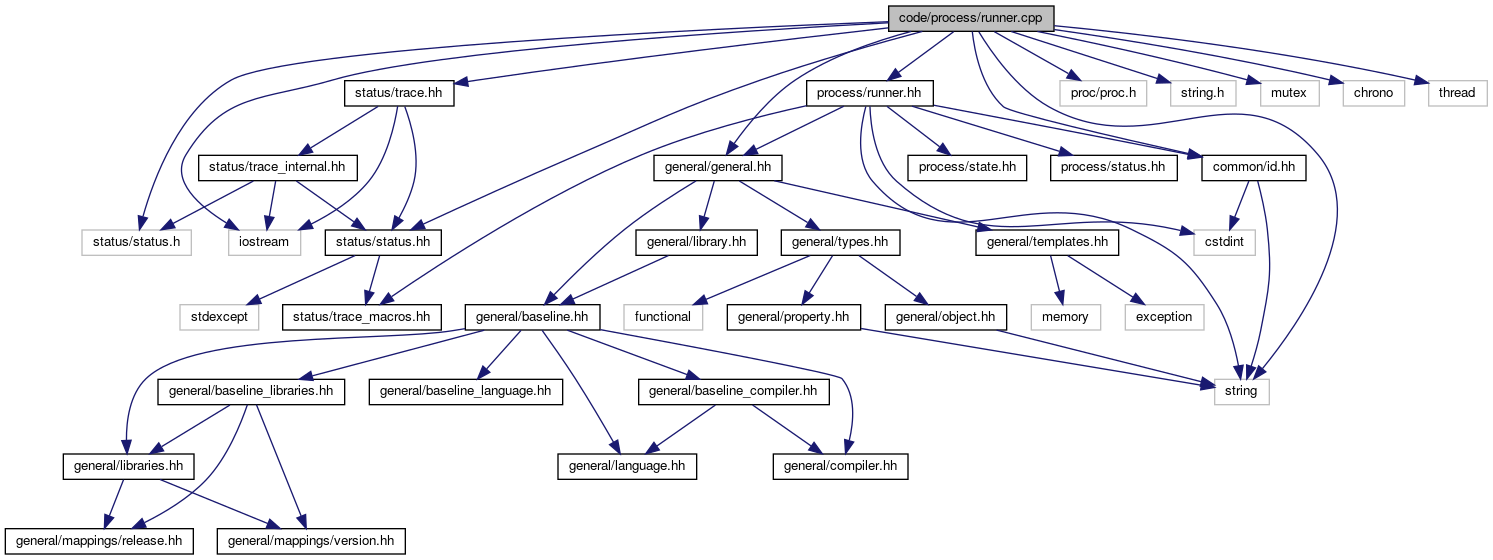 code/process/runner.cpp
status/trace.hh
process/runner.hh
proc/proc.h
string.h
mutex
chrono
thread
status/trace_internal.hh
general/general.hh
process/state.hh
process/status.hh
common/id.hh
status/status.h
iostream
status/status.hh
general/library.hh
general/types.hh
general/templates.hh
cstdint
stdexcept
status/trace_macros.hh
general/baseline.hh
functional
general/property.hh
general/object.hh
memory
exception
general/baseline_libraries.hh
general/baseline_language.hh
general/baseline_compiler.hh
string
general/libraries.hh
general/language.hh
general/compiler.hh
general/mappings/release.hh
general/mappings/version.hh